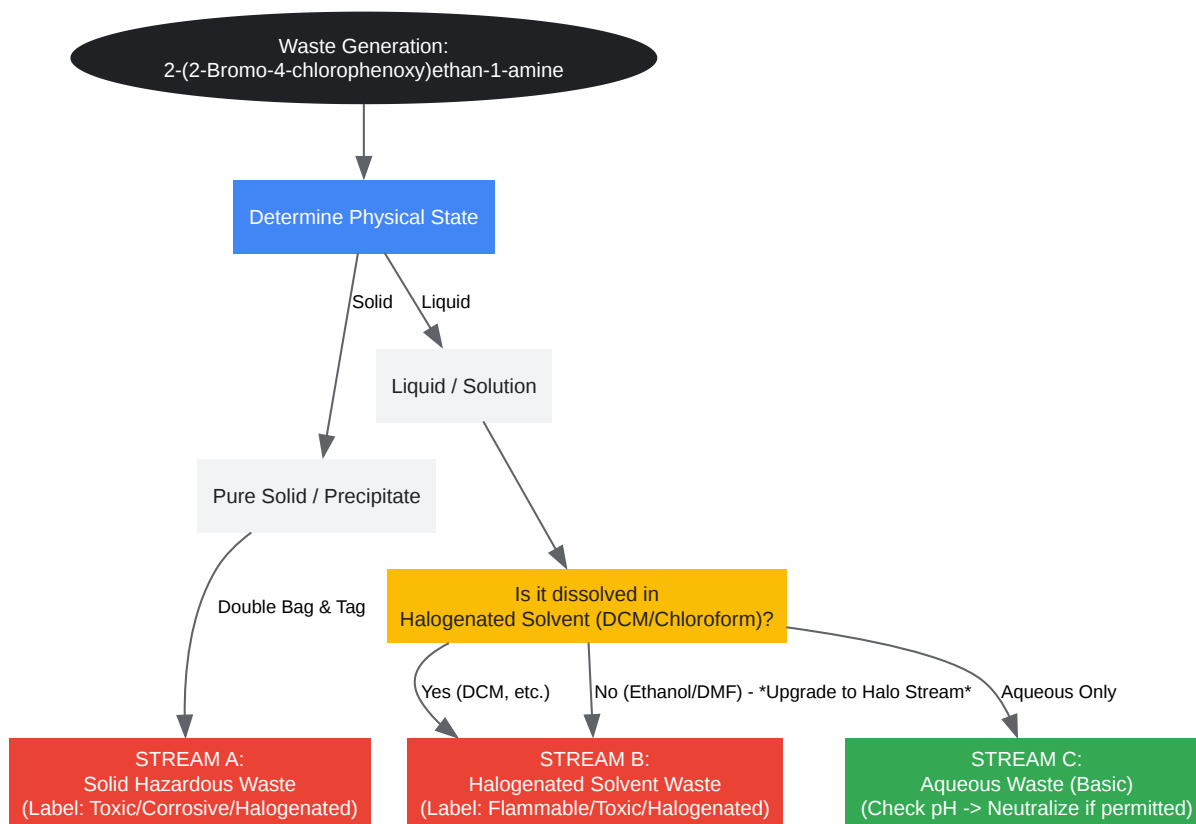 Waste Generation:
2-(2-Bromo-4-chlorophenoxy)ethan-1-amine
Determine Physical State
Solid
Liquid
Liquid / Solution
Pure Solid / Precipitate
Is it dissolved in
Halogenated Solvent (DCM/Chloroform)?
Double Bag & Tag
Yes (DCM, etc.)
No (Ethanol/DMF) - *Upgrade to Halo Stream*
Aqueous Only
STREAM A:
Solid Hazardous Waste
(Label: Toxic/Corrosive/Halogenated)
STREAM B:
Halogenated Solvent Waste
(Label: Flammable/Toxic/Halogenated)
STREAM C:
Aqueous Waste (Basic)
(Check pH -> Neutralize if permitted)